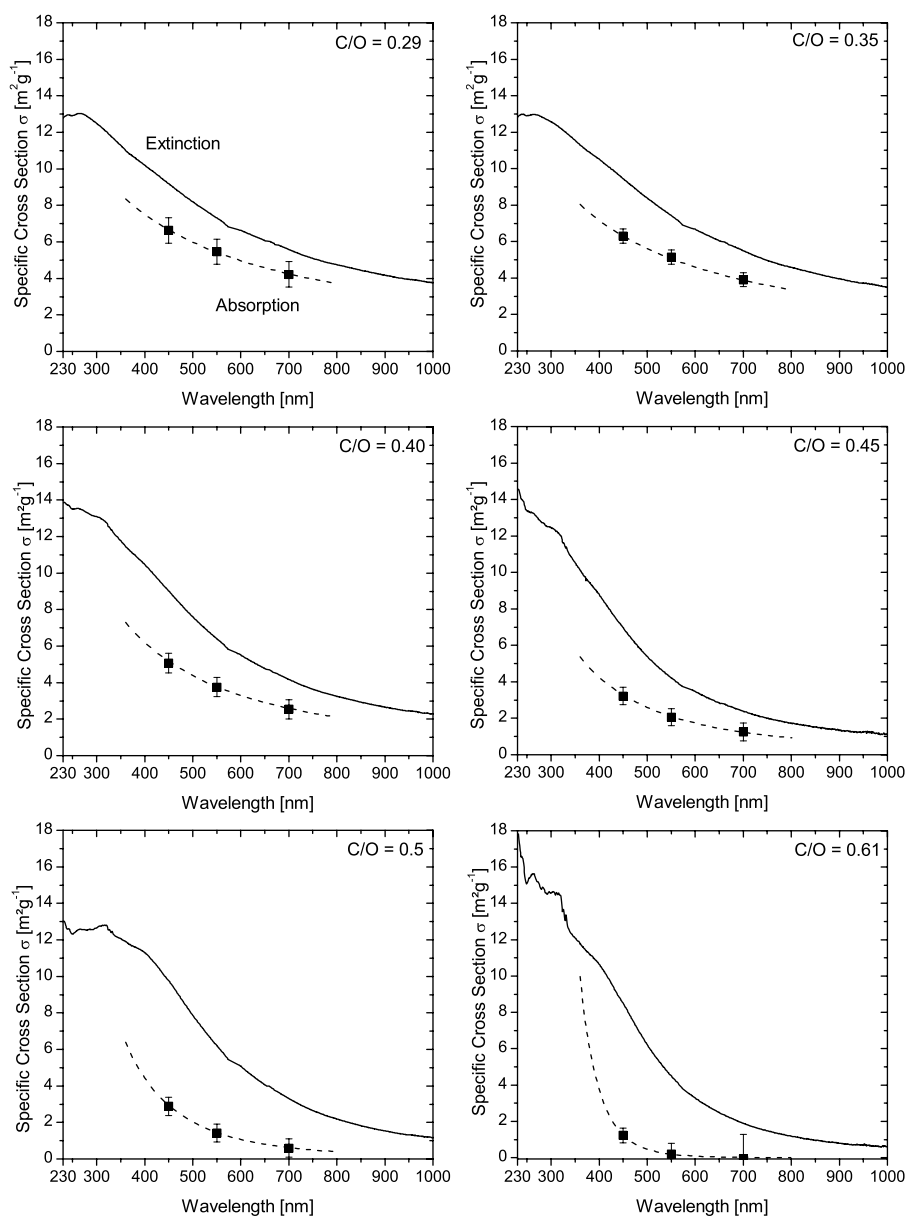 C/O = 0.29
Specific Cross Section σ [m²g⁻¹]
18
16
14
12
10
8
6
4
2
0
Extinction
Absorption
230 300 400 500 600 700 800 900 1000
Wavelength [nm]
C/O = 0.35
Specific Cross Section σ [m²g⁻¹]
18
16
14
12
10
8
6
4
2
0
230 300 400 500 600 700 800 900 1000
Wavelength [nm]
C/O = 0.40
Specific Cross Section σ [m²g⁻¹]
18
16
14
12
10
8
6
4
2
0
230 300 400 500 600 700 800 900 1000
Wavelength [nm]
C/O = 0.45
Specific Cross Section σ [m²g⁻¹]
18
16
14
12
10
8
6
4
2
0
230 300 400 500 600 700 800 900 1000
Wavelength [nm]
C/O = 0.5
Specific Cross Section σ [m²g⁻¹]
18
16
14
12
10
8
6
4
2
0
230 300 400 500 600 700 800 900 1000
Wavelength [nm]
C/O = 0.61
Specific Cross Section σ [m²g⁻¹]
18
16
14
12
10
8
6
4
2
0
230 300 400 500 600 700 800 900 1000
Wavelength [nm]